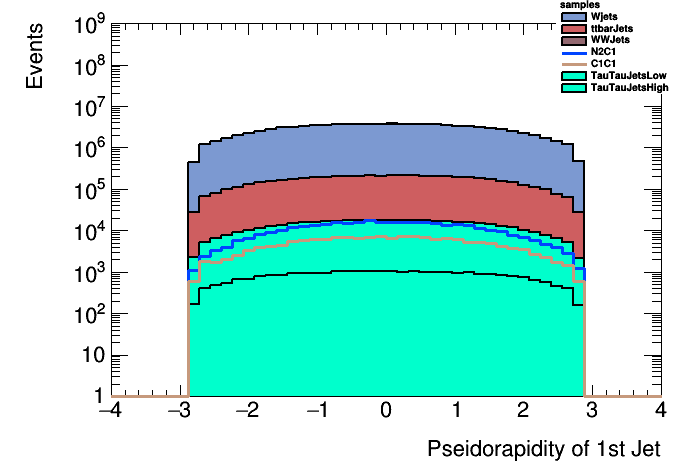 samples
Wjets
ttbarJets
WWJets
N2C1
C1C1
TauTauJetsLow
TauTauJetsHigh
Events
10⁹
10⁸
10⁷
10⁶
10⁵
10⁴
10³
10²
10
1
−4 −3 −2 −1 0 1 2 3 4
Pseidorapidity of 1st Jet